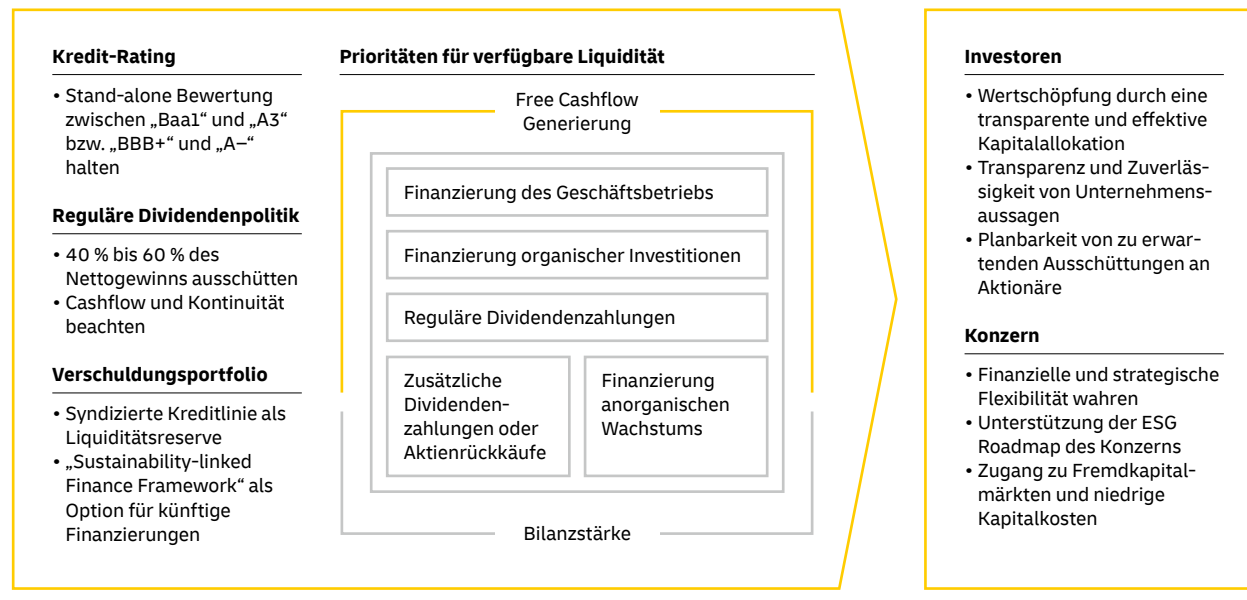 Kredit-Rating
• Stand-alone Bewertung
zwischen „Baa1“ und „A3“
bzw. „BBB+“ und „A–“
halten
Reguläre Dividendenpolitik
• 40 % bis 60 % des
Nettogewinns ausschütten
• Cashflow und Kontinuität
beachten
Verschuldungsportfolio
• Syndizierte Kreditlinie als
Liquiditätsreserve
• „Sustainability-linked
Finance Framework“ als
Option für künftige
Finanzierungen
Prioritäten für verfügbare Liquidität
Free Cashflow
Generierung
Finanzierung des Geschäftsbetriebs
Finanzierung organischer Investitionen
Reguläre Dividendenzahlungen
Zusätzliche
Dividenden-
zahlungen oder
Aktienrückkäufe
Finanzierung
anorganischen
Wachstums
Bilanzstärke
Investoren
• Wertschöpfung durch eine
transparente und effektive
Kapitalallokation
• Transparenz und Zuverläs-
sigkeit von Unternehmens-
aussagen
• Planbarkeit von zu erwar-
tenden Ausschüttungen an
Aktionäre
Konzern
• Finanzielle und strategische
Flexibilität wahren
• Unterstützung der ESG
Roadmap des Konzerns
• Zugang zu Fremdkapital-
märkten und niedrige
Kapitalkosten